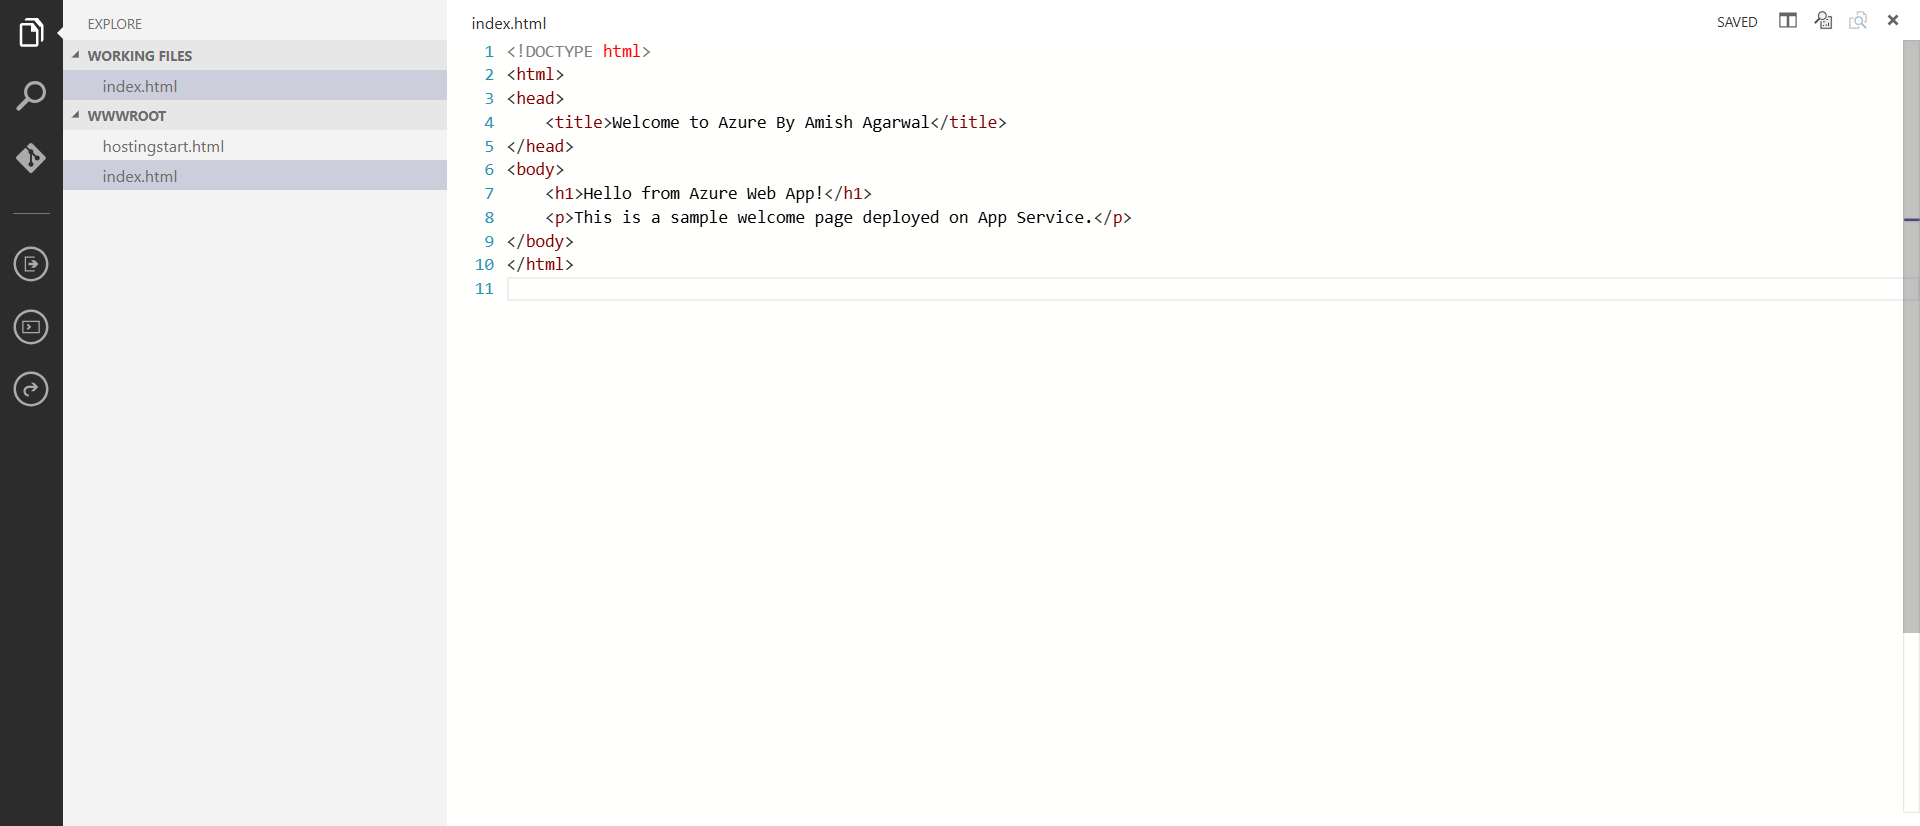 EXPLORE
WORKING FILES
index.html
WWWROOT
hostingstart.html
index.html
index.html
SAVED
1 <!DOCTYPE html>
2 <html>
3 <head>
4     <title>Welcome to Azure By Amish Agarwal</title>
5 </head>
6 <body>
7     <h1>Hello from Azure Web App!</h1>
8     <p>This is a sample welcome page deployed on App Service.</p>
9 </body>
10 </html>
11